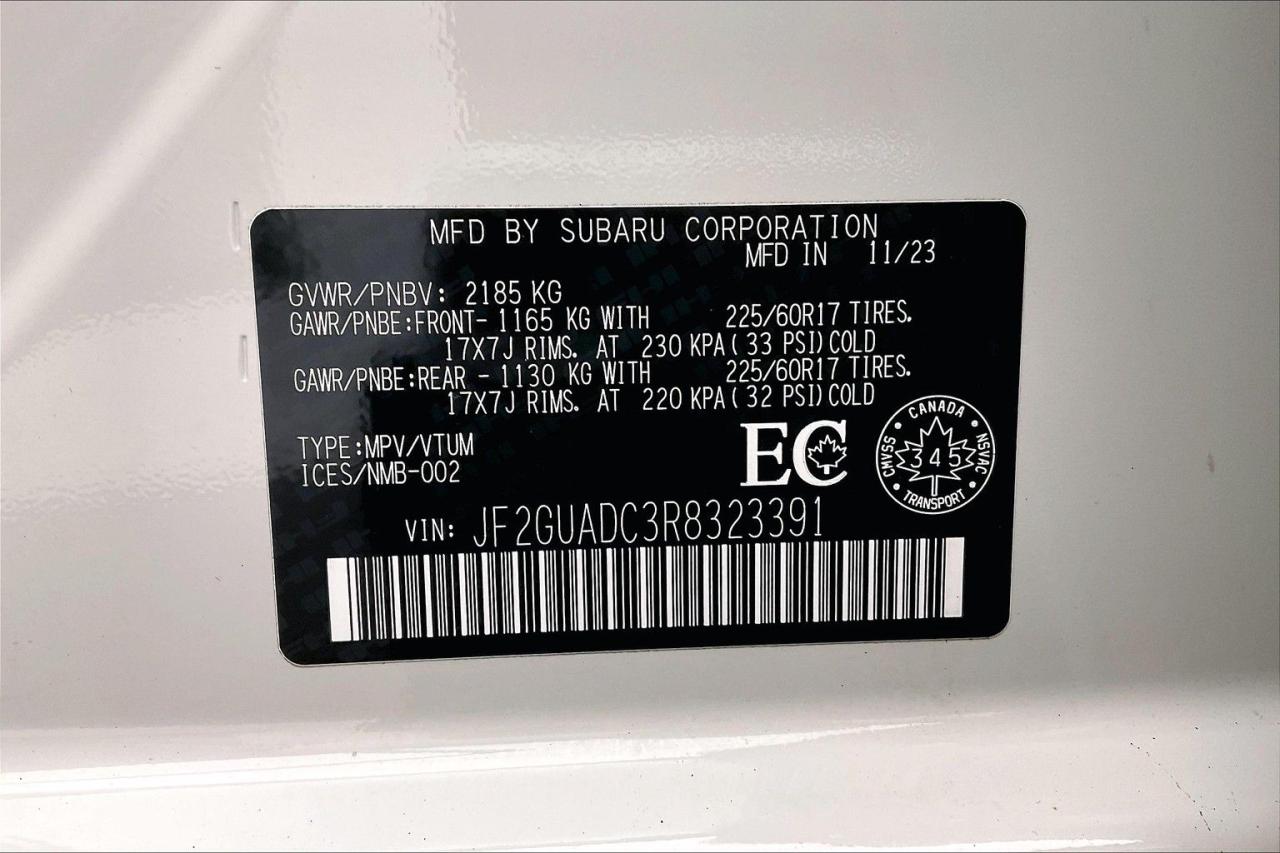 MFD BY SUBARU CORPORATION
MFD IN 11/23
GVWR/PNBV: 2185 KG
GAWR/PNBE:FRONT- 1165 KG WITH 225/60R17 TIRES.
17X7J RIMS. AT 230 KPA( 33 PSI)COLD
GAWR/PNBE:REAR - 1130 KG WITH 225/60R17 TIRES.
17X7J RIMS. AT 220 KPA( 32 PSI)COLD
TYPE:MPV/VTUM
ICES/NMB-002
EC
CANADA
CMVSS 345 NSVAC
TRANSPORT
VIN: JF2GUADC3R8323391